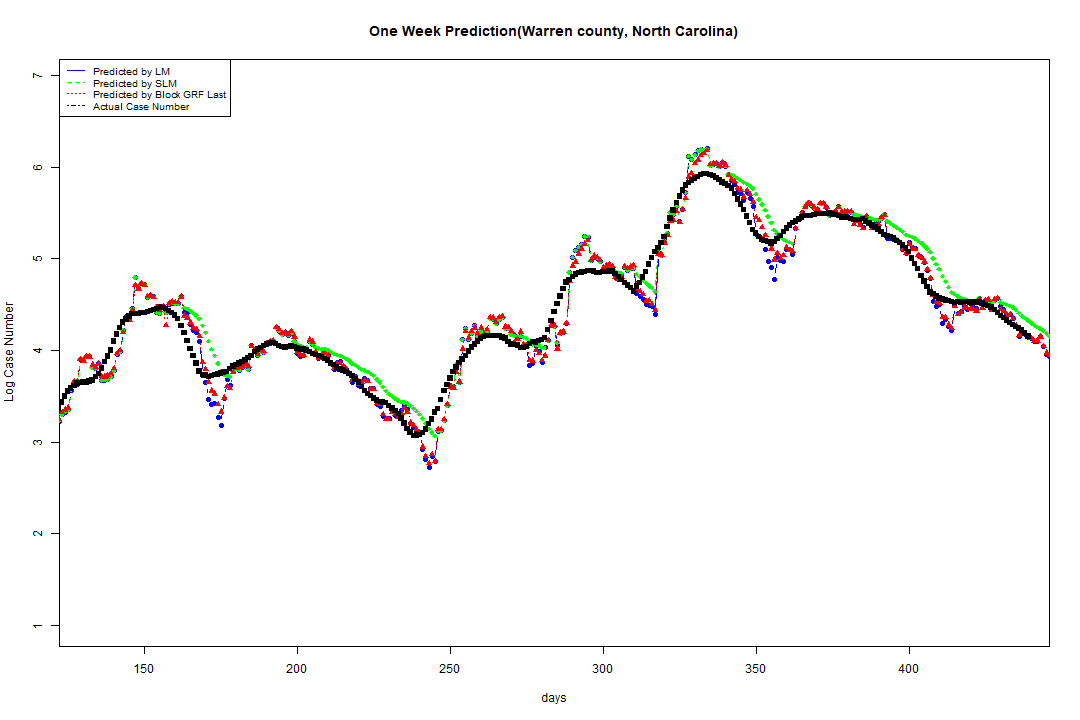 One Week Prediction(Warren county, North Carolina)
Predicted by LM
Predicted by SLM
Predicted by Block GRF Last
Actual Case Number
7
6
5
4
3
2
1
Log Case Number
150 200 250 300 350 400
days